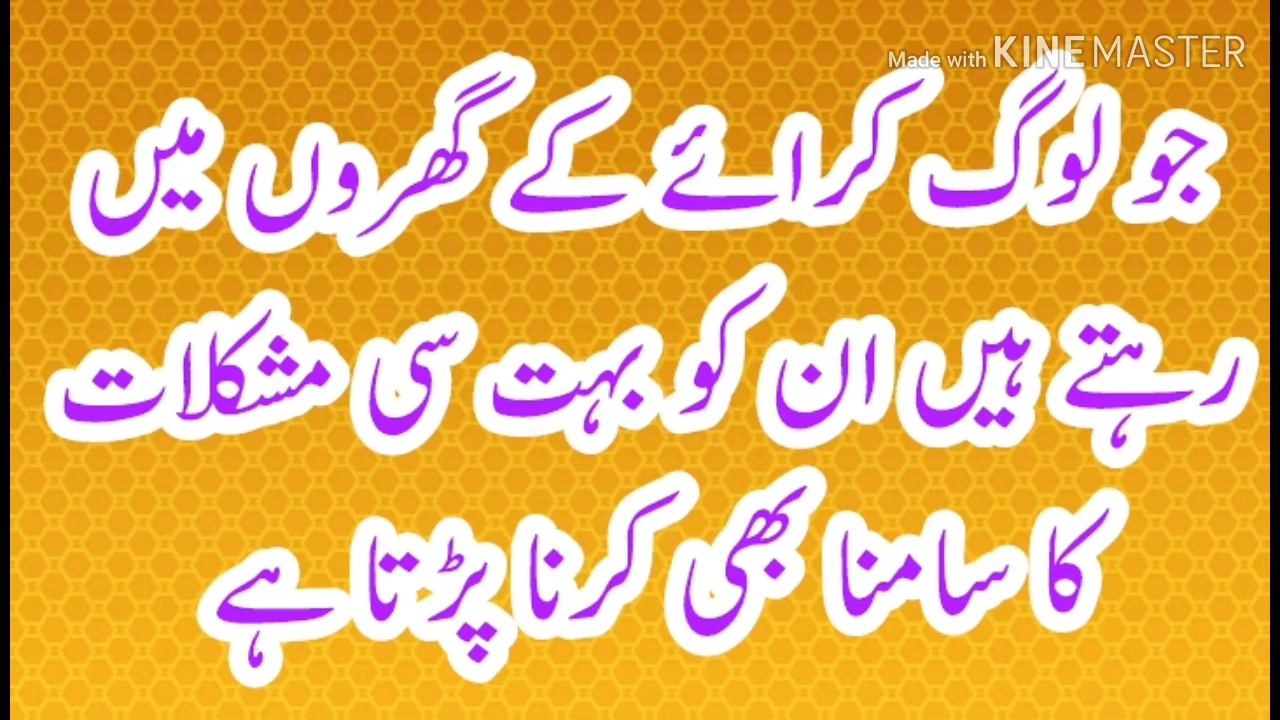 Made with KINEMASTER
جو لوگ کرائے کے گھروں میں
رہتے ہیں ان کو بہت سی مشکلات
کا سامنا بھی کرنا پڑتا ہے